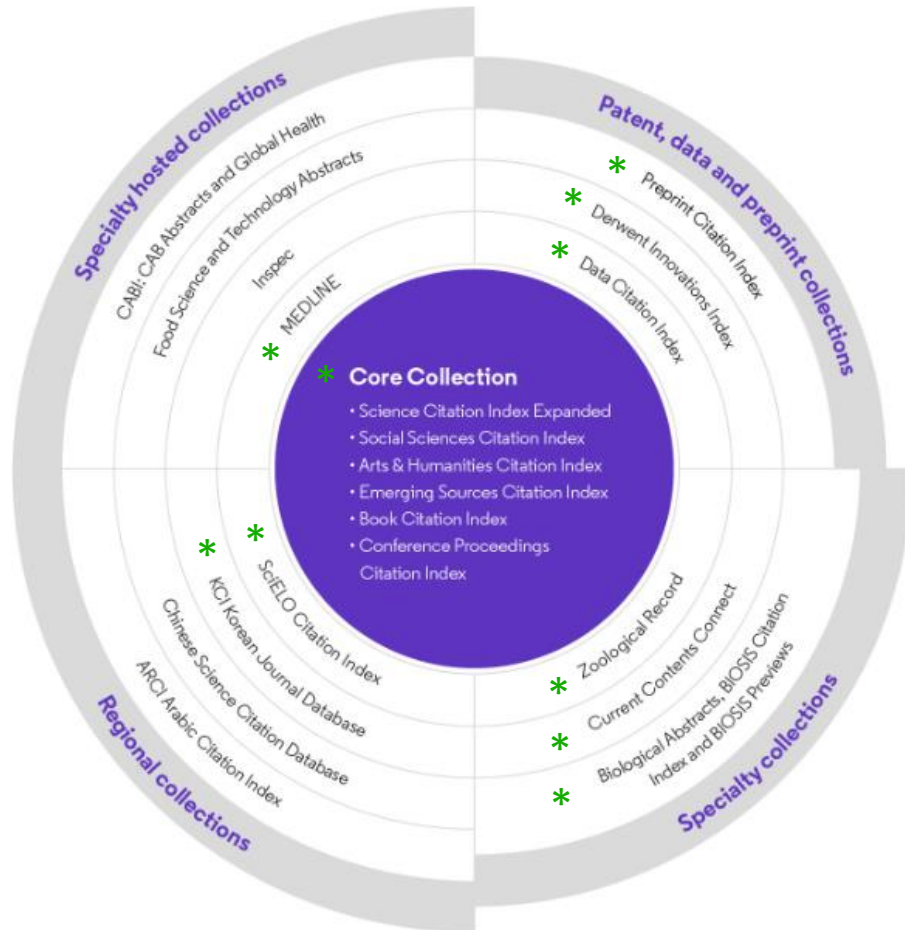 Specialty hosted collections
CABI: CAB Abstracts and Global Health
Food Science and Technology Abstracts
Inspec
* MEDLINE
Patent, data and preprint collections
* Preprint Citation Index
* Derwent Innovations Index
* Data Citation Index
* Core Collection
• Science Citation Index Expanded
• Social Sciences Citation Index
• Arts & Humanities Citation Index
• Emerging Sources Citation Index
• Book Citation Index
• Conference Proceedings
Citation Index
* SciELO Citation Index
* KCI Korean Journal Database
Chinese Science Citation Database
ARCI Arabic Citation Index
Regional collections
* Zoological Record
* Current Contents Connect
* Biological Abstracts, BIOSIS Citation
Index and BIOSIS Previews
Specialty collections